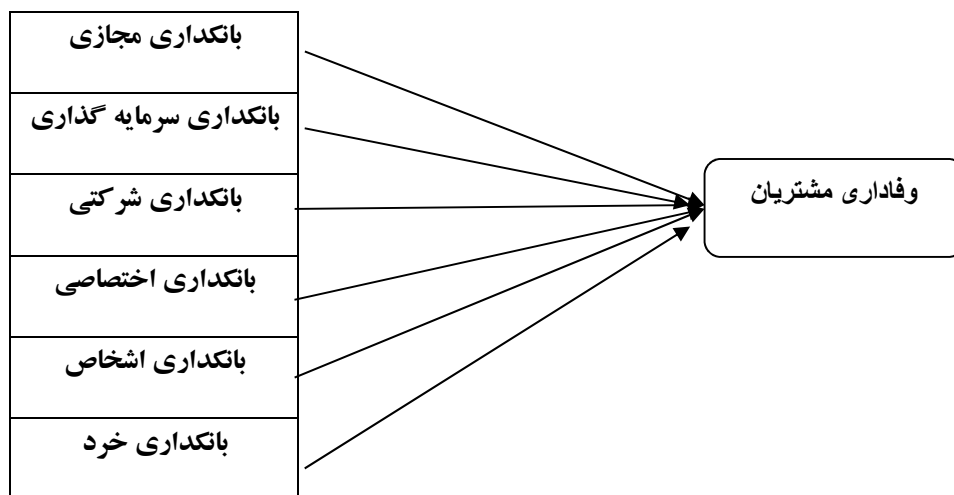 بانکداری مجازی
بانکداری سرمایه گذاری
بانکداری شرکتی
بانکداری اختصاصی
بانکداری اشخاص
بانکداری خرد
وفاداری مشتریان